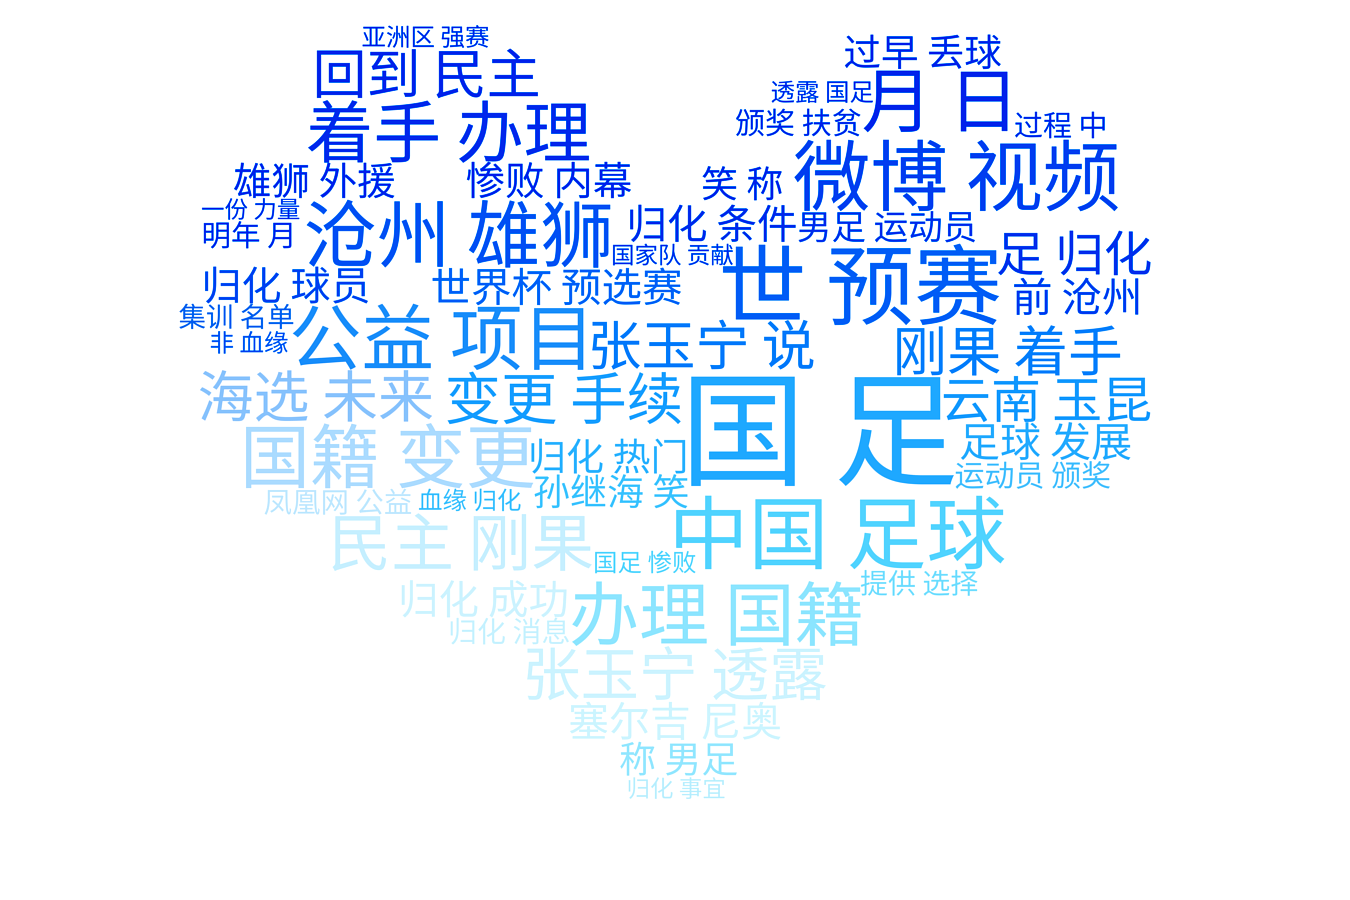 亚洲区 强赛
过早 丢球
回到 民主
透露 国足
月 日
颁奖 扶贫
过程 中
着手 办理
雄狮 外援
惨败 内幕
笑 称
微博 视频
一份 力量
明年 月
沧州 雄狮
归化 条件
男足 运动员
国家队 贡献
世 预赛
足 归化
归化 球员
世界杯 预选赛
前 沧州
集训 名单
非 血缘
公益 项目
张玉宁 说
刚果 着手
海选 未来
变更 手续
国 足
云南 玉昆
国籍 变更
归化 热门
足球 发展
运动员 颁奖
凤凰网 公益
血缘 归化
孙继海 笑
民主 刚果
国足 惨败
中国 足球
归化 成功
提供 选择
归化 消息
办理 国籍
张玉宁 透露
塞尔吉 尼奥
称 男足
归化 事宜